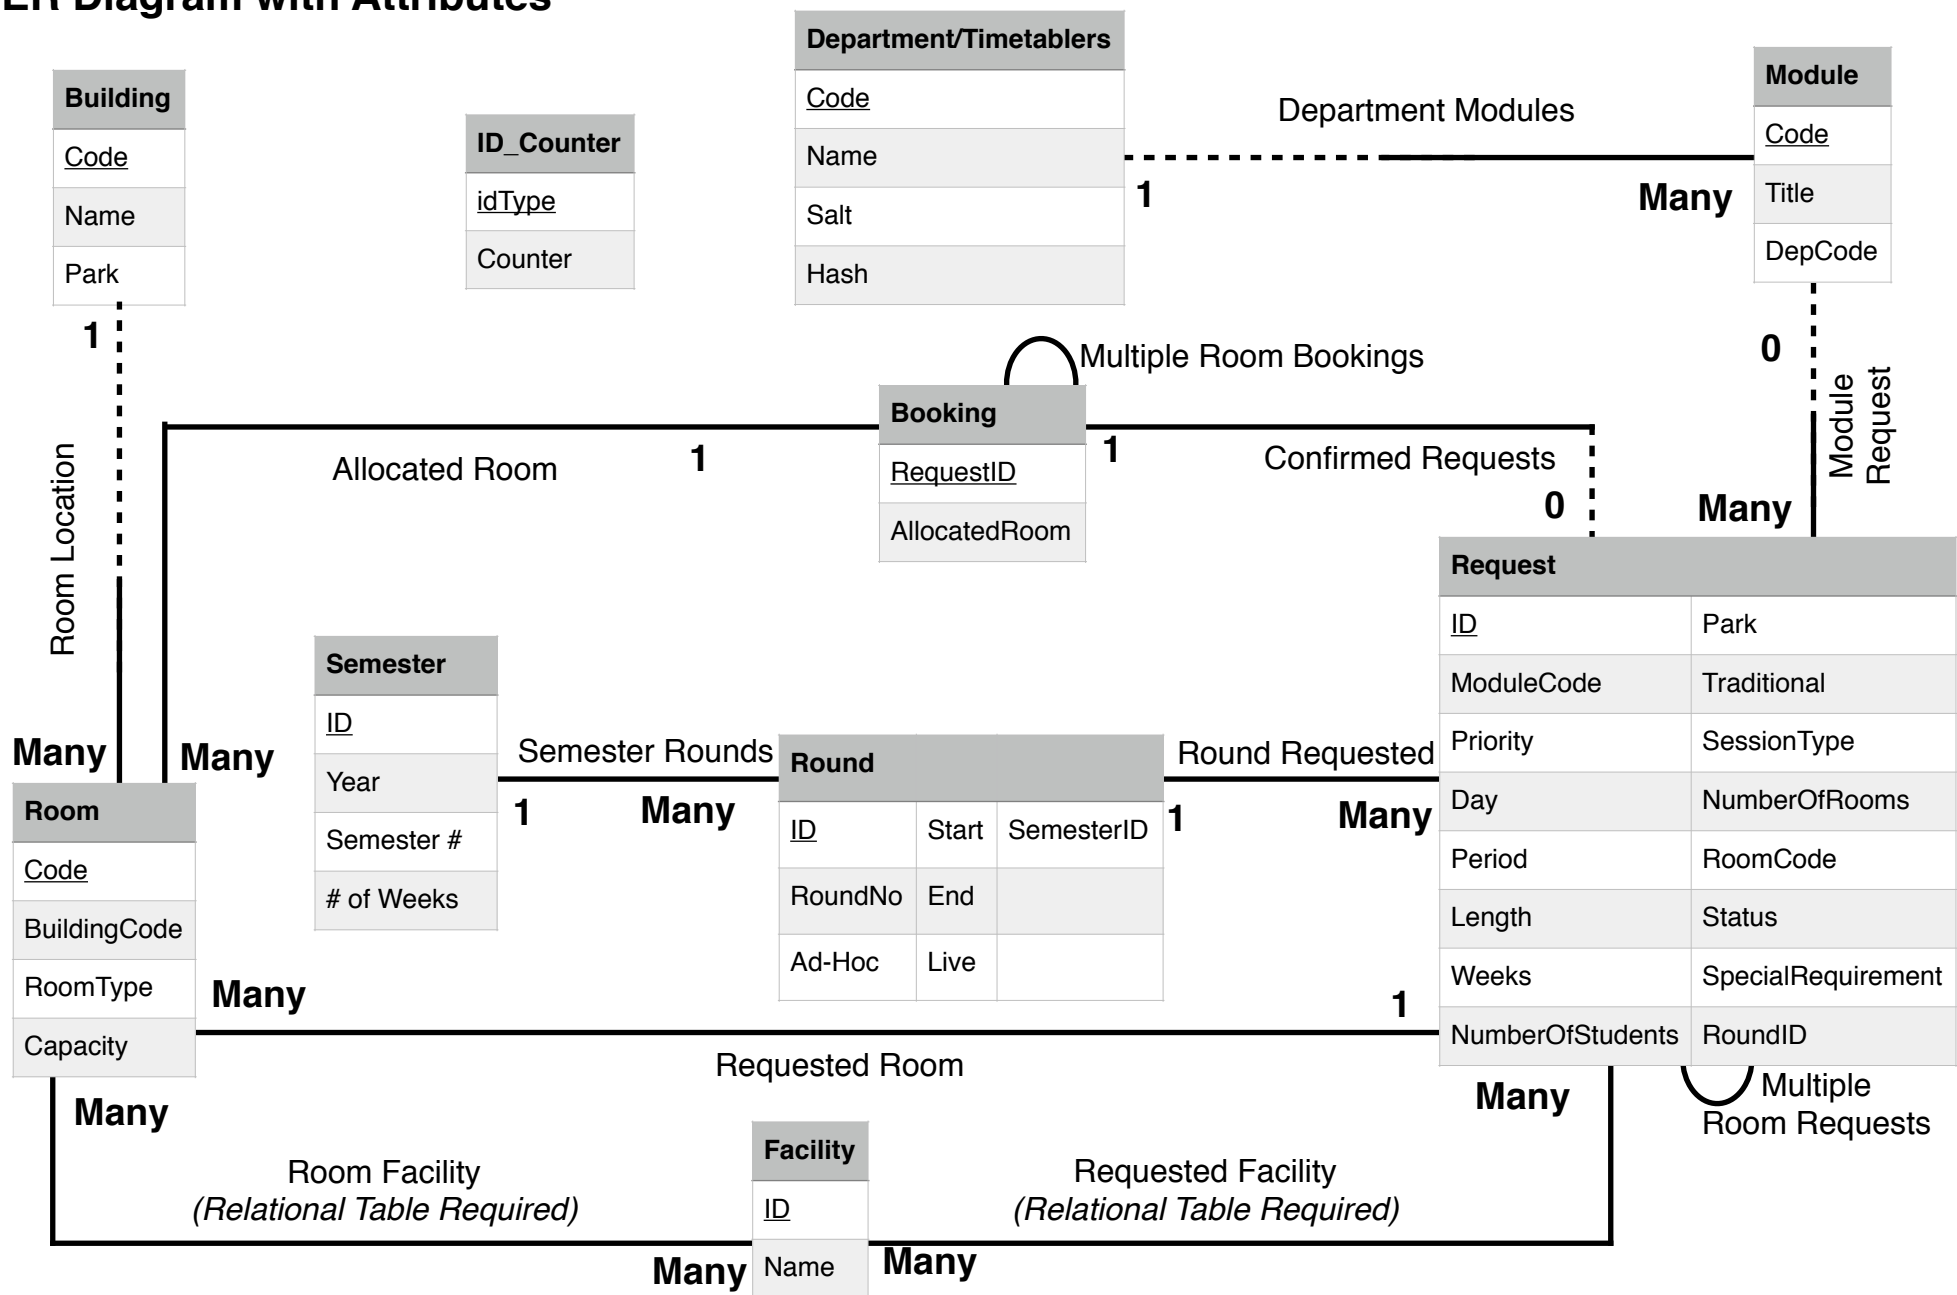 ER Diagram with Attributes
Building
Code
Name
Park
ID_Counter
idType
Counter
Department/Timetablers
Code
Name
Salt
Hash
Department Modules
1
Many
Module
Code
Title
DepCode
1
Room Location
Many
Multiple Room Bookings
Booking
RequestID
AllocatedRoom
Allocated Room
1
Many
1
Confirmed Requests
0
0
Module
Request
Many
Request
ID
Park
ModuleCode
Traditional
Priority
SessionType
Day
NumberOfRooms
Period
RoomCode
Length
Status
Weeks
SpecialRequirement
NumberOfStudents
RoundID
Semester
ID
Year
Semester #
# of Weeks
Semester Rounds
1
Many
Round
ID
Start
SemesterID
RoundNo
End
Ad-Hoc
Live
Round Requested
1
Many
Room
Code
BuildingCode
RoomType
Capacity
Many
1
Requested Room
Many
Many
Multiple
Room Requests
Room Facility
(Relational Table Required)
Many
Facility
ID
Name
Requested Facility
(Relational Table Required)
Many